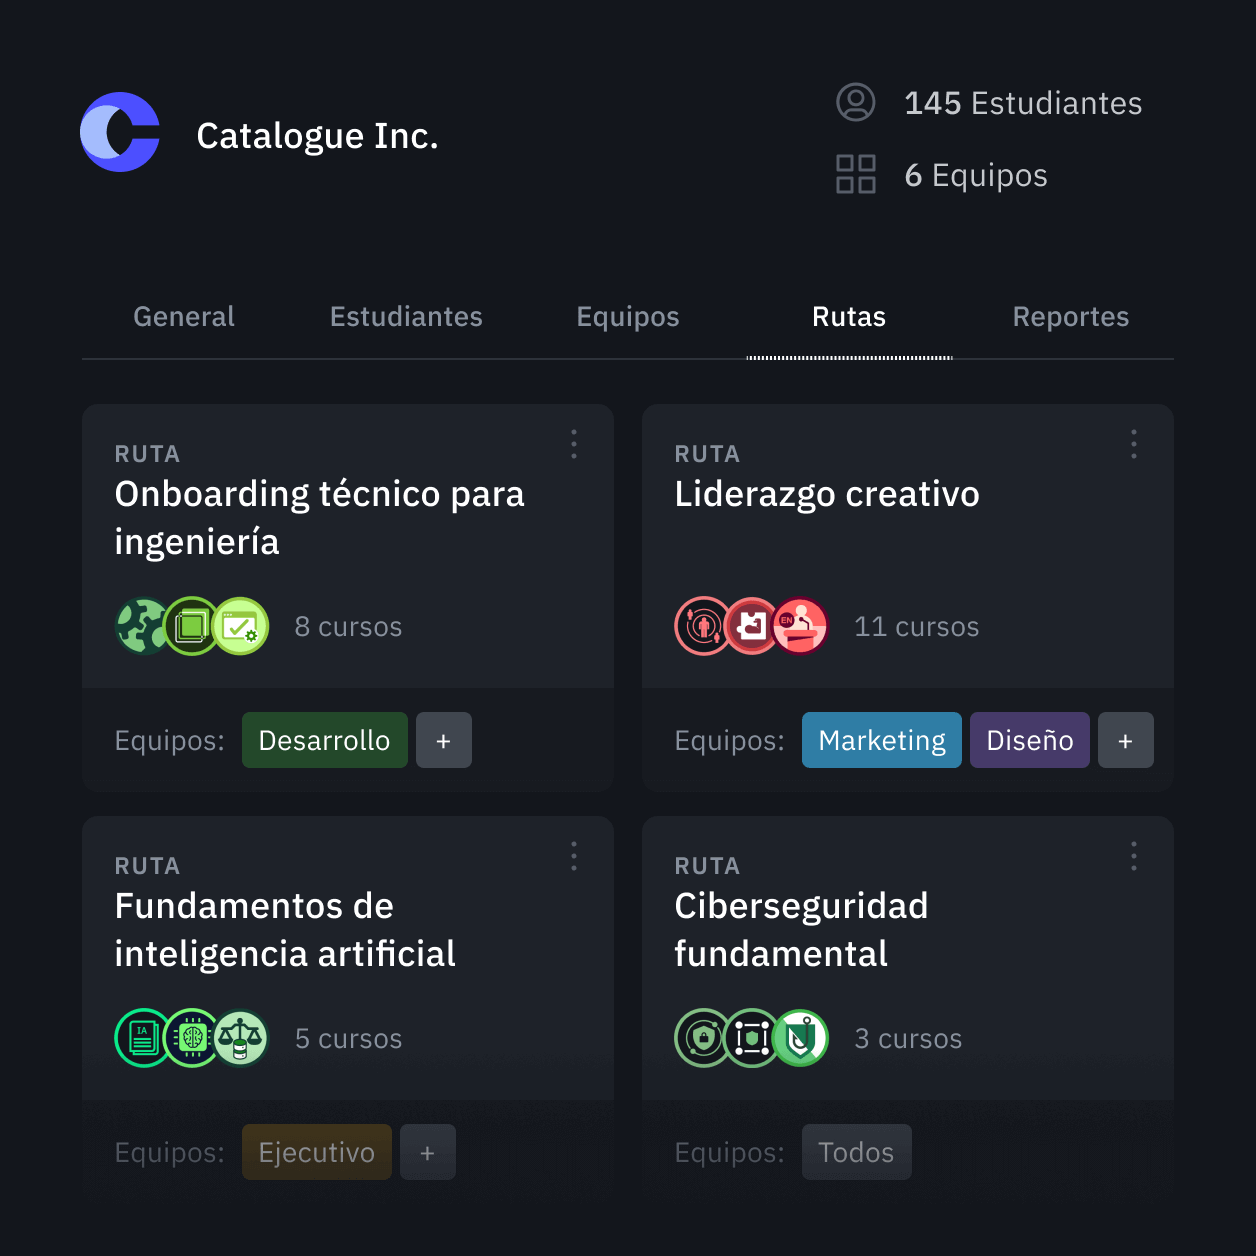 Catalogue Inc.
145 Estudiantes
6 Equipos
General
Estudiantes
Equipos
Rutas
Reportes
RUTA
Onboarding técnico para
ingeniería
8 cursos
Equipos:
Desarrollo
+
RUTA
Liderazgo creativo
EN
11 cursos
Equipos:
Marketing
Diseño
+
RUTA
Fundamentos de
inteligencia artificial
IA
5 cursos
Equipos:
Ejecutivo
+
RUTA
Ciberseguridad
fundamental
3 cursos
Equipos:
Todos